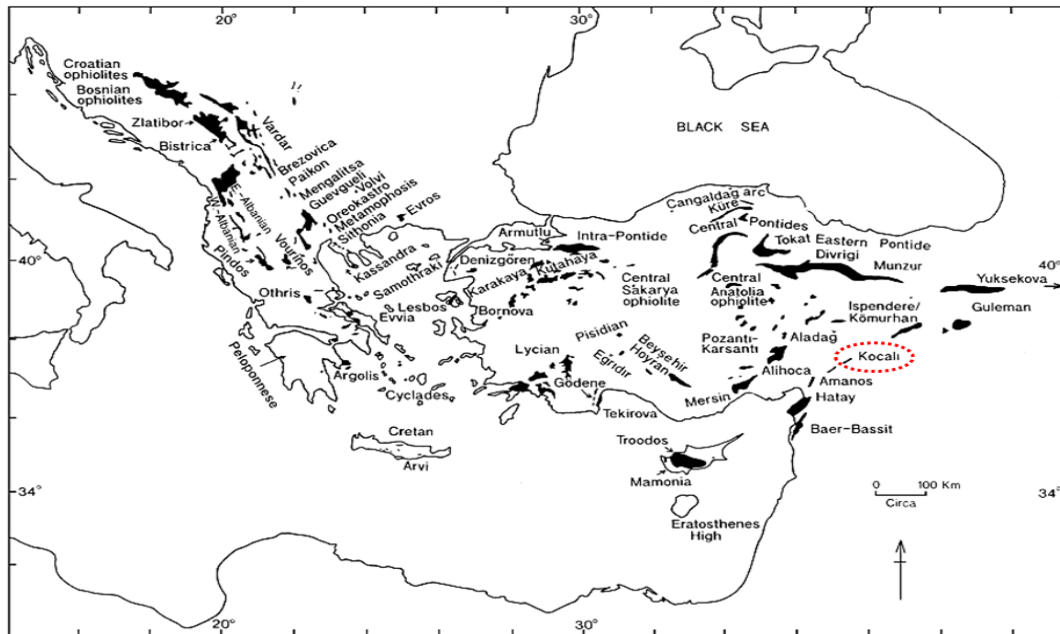 20°
30°
Croatian
ophiolites
Bosnian
ophiolites
Zlatibor
Bistrica
Vardar
Brezovica
Paikon
Mengalitsa
Guevgueli
Volvi
Oreokastro
Metamophosis
Sithonia
Evros
E-Albanian
W-Albanian
Pindos
Vourinos
Kassandra
Samothraki
Othris
Evvia
Lesbos
Peloponnese
Argolis
Cyclades
Cretan
Arvi
BLACK SEA
Cangaldag arc
Küre
Central Pontides
Tokat Eastern Pontide
Divrigi
Munzur
Armutlu
Intra-Pontide
Denizgören
Karakaya
Kutahaya
Bornova
Central
Sakarya
ophiolite
Central
Anatolia
ophiolite
Yuksekova
Guleman
Ispendere/
Kömurhan
Pisidian
Beyşehir
Hoyran
Egridir
Pozantı-
Karsantı
Aladağ
Alihoca
Kocalı
Lycian
Godene
Tekirova
Mersin
Amanos
Hatay
Baer-Bassit
Troodos
Mamonia
Eratosthenes
High
0 100 Km
Circa
40°
40°
34°
34°
20°
30°